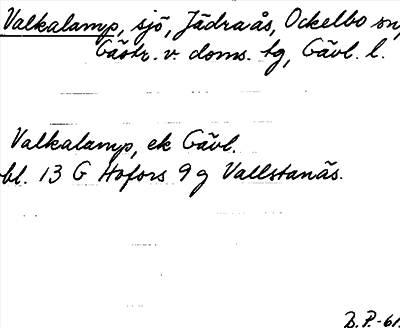 Valkalamp, sjö, Jädraås, Ockelbo sn,
Gästr. v. doms. tg, Gävl. l.
Valkalamp, ek Gävl.
bl. 13 G Hofors 9 g Vallstanäs.
B.P.-61.